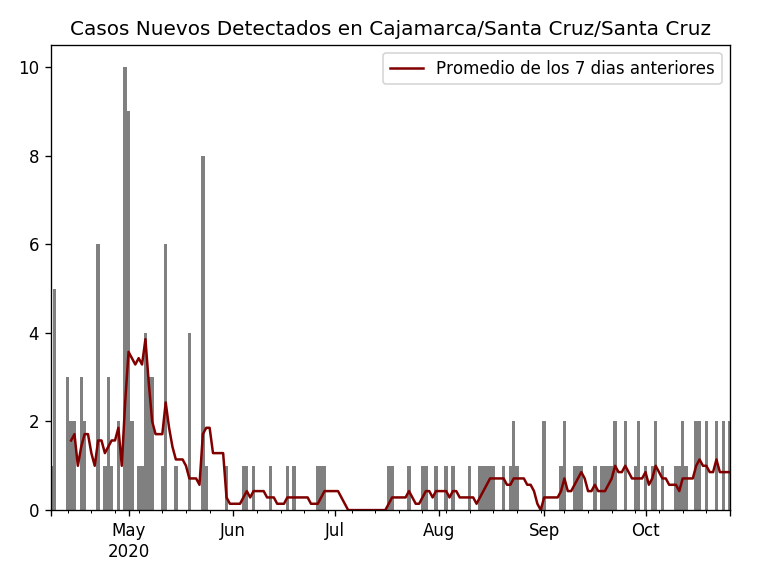 Casos Nuevos Detectados en Cajamarca/Santa Cruz/Santa Cruz
Promedio de los 7 dias anteriores
10
8
6
4
2
0
May Jun Jul Aug Sep Oct
2020